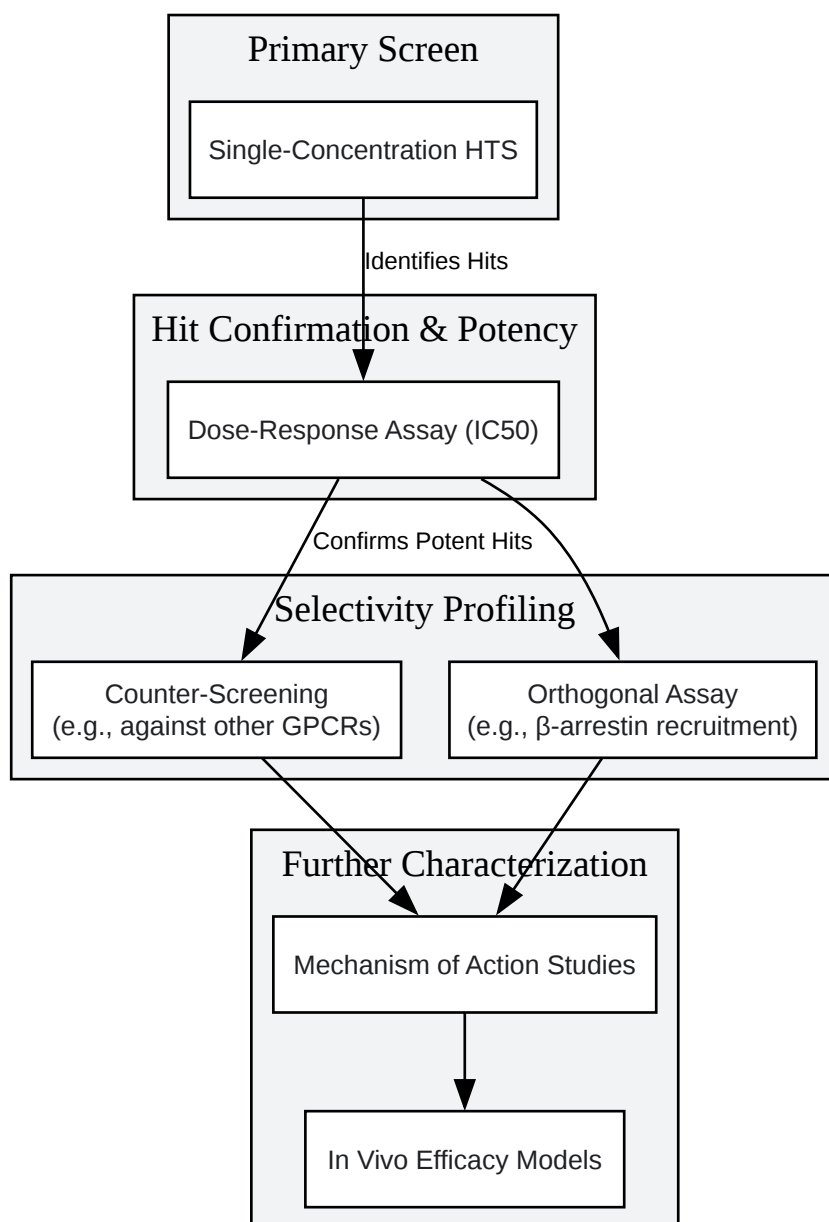 Primary Screen
Single-Concentration HTS
Identifies Hits
Hit Confirmation & Potency
Dose-Response Assay (IC50)
Confirms Potent Hits
Selectivity Profiling
Counter-Screening
(e.g., against other GPCRs)
Orthogonal Assay
(e.g., β-arrestin recruitment)
Further Characterization
Mechanism of Action Studies
In Vivo Efficacy Models